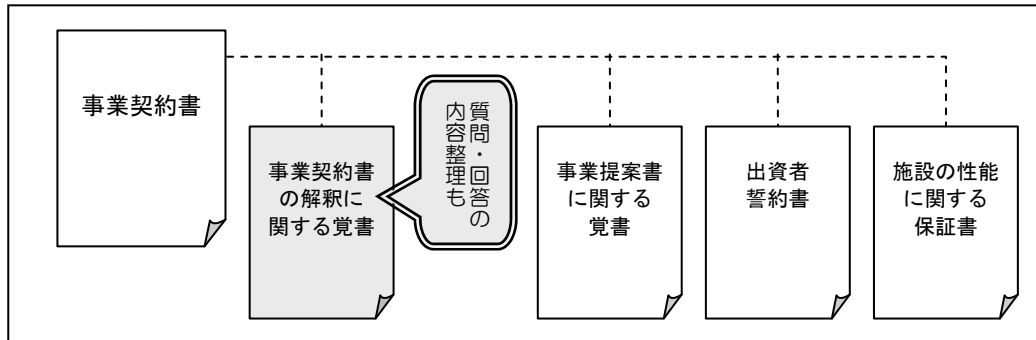 事業契約書
事業契約書
の解釈に
関する覚書
質問・回答の
内容整理も
事業提案書
に関する
覚書
出資者
誓約書
施設の性能
に関する
保証書